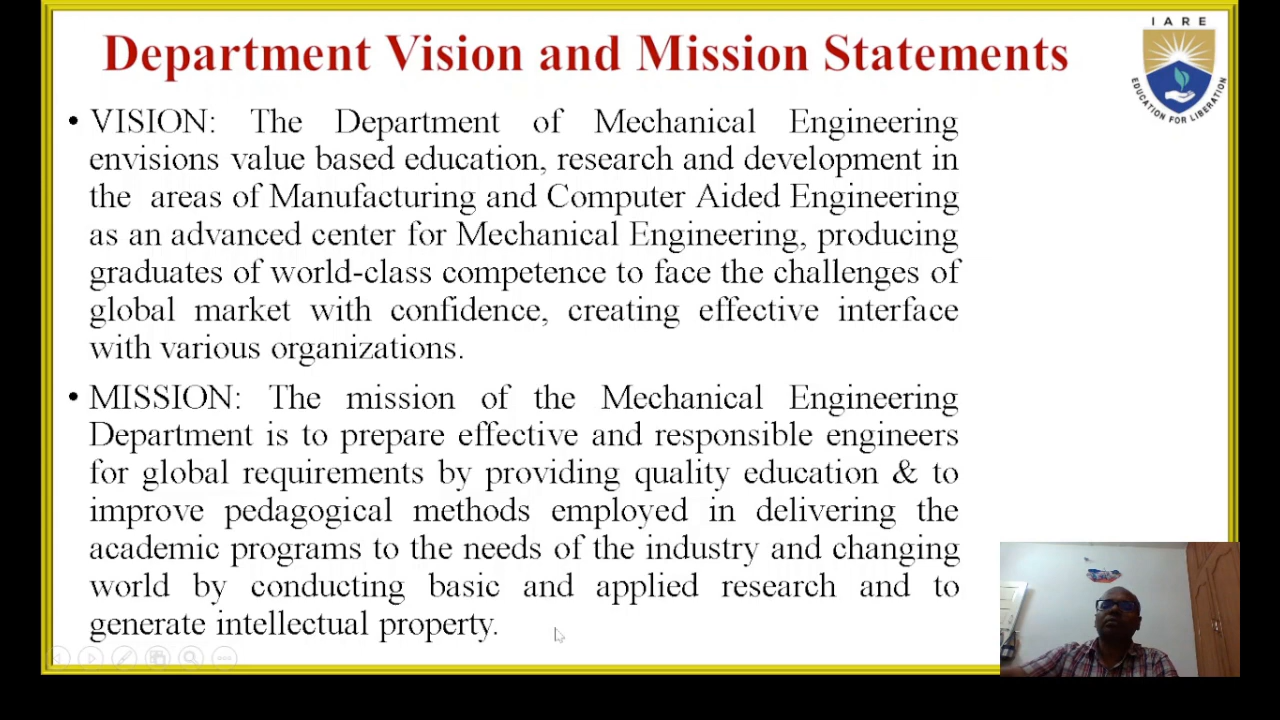 Department Vision and Mission Statements
IARE
EDUCATION FOR LIBERATION
• VISION: The Department of Mechanical Engineering
envisions value based education, research and development in
the areas of Manufacturing and Computer Aided Engineering
as an advanced center for Mechanical Engineering, producing
graduates of world-class competence to face the challenges of
global market with confidence, creating effective interface
with various organizations.
• MISSION: The mission of the Mechanical Engineering
Department is to prepare effective and responsible engineers
for global requirements by providing quality education & to
improve pedagogical methods employed in delivering the
academic programs to the needs of the industry and changing
world by conducting basic and applied research and to
generate intellectual property.